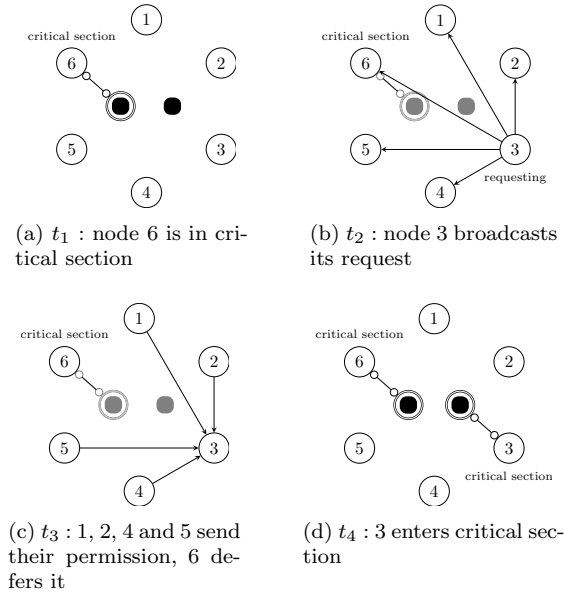 1
critical section
6
2
5
3
4
(a) t₁ : node 6 is in cri-
tical section
1
critical section
6
2
5
3
requesting
4
(b) t₂ : node 3 broadcasts
its request
1
critical section
6
2
5
3
4
(c) t₃ : 1, 2, 4 and 5 send
their permission, 6 de-
fers it
1
critical section
6
2
5
3
critical section
4
(d) t₄ : 3 enters critical sec-
tion